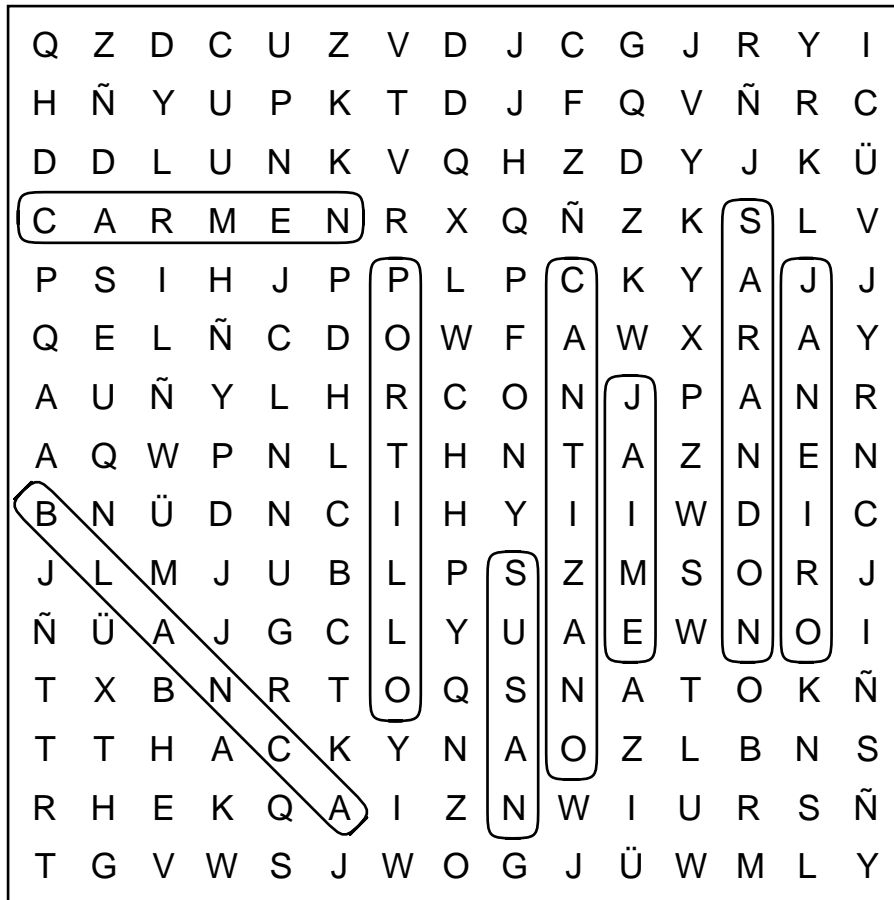 Q Z D C U Z V D J C G J R Y I
H Ñ Y U P K T D J F Q V Ñ R C
D D L U N K V Q H Z D Y J K Ü
C A R M E N R X Q Ñ Z K S L V
P S I H J P P L P C K Y A J J
Q E L Ñ C D O W F A W X R A Y
A U Ñ Y L H R C O N J P A N R
A Q W P N L T H N T A Z N E N
B N Ü D N C I H Y I I W D I C
J L M J U B L P S Z M S O R J
Ñ Ü A J G C L Y U A E W N O I
T X B N R T O Q S N A T O K Ñ
T T H A C K Y N A O Z L B N S
R H E K Q A I Z N W I U R S Ñ
T G V W S J W O G J Ü W M L Y